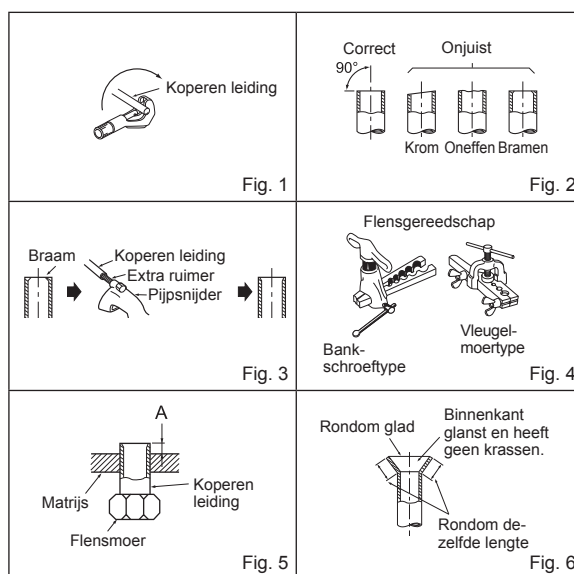 Koperen leiding
Fig. 1
Correct
Onjuist
90°
Krom Oneffen Bramen
Fig. 2
Braam
Koperen leiding
Extra ruimer
Pijpsnijder
Fig. 3
Flensgereedschap
Bank-
schroeftype
Vleugel-
moertype
Fig. 4
A
Matrijs
Koperen
leiding
Flensmoer
Fig. 5
Rondom glad
Binnenkant
glanst en heeft
geen krassen.
Rondom de-
zelfde lengte
Fig. 6